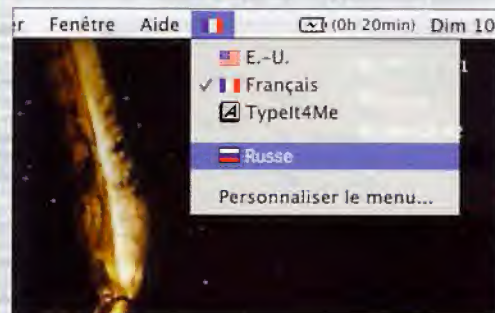 Fenêtre Aide (0h 20min) Dim 10
E.-U.
Français
TypeIt4Me
Russe
Personnaliser le menu...